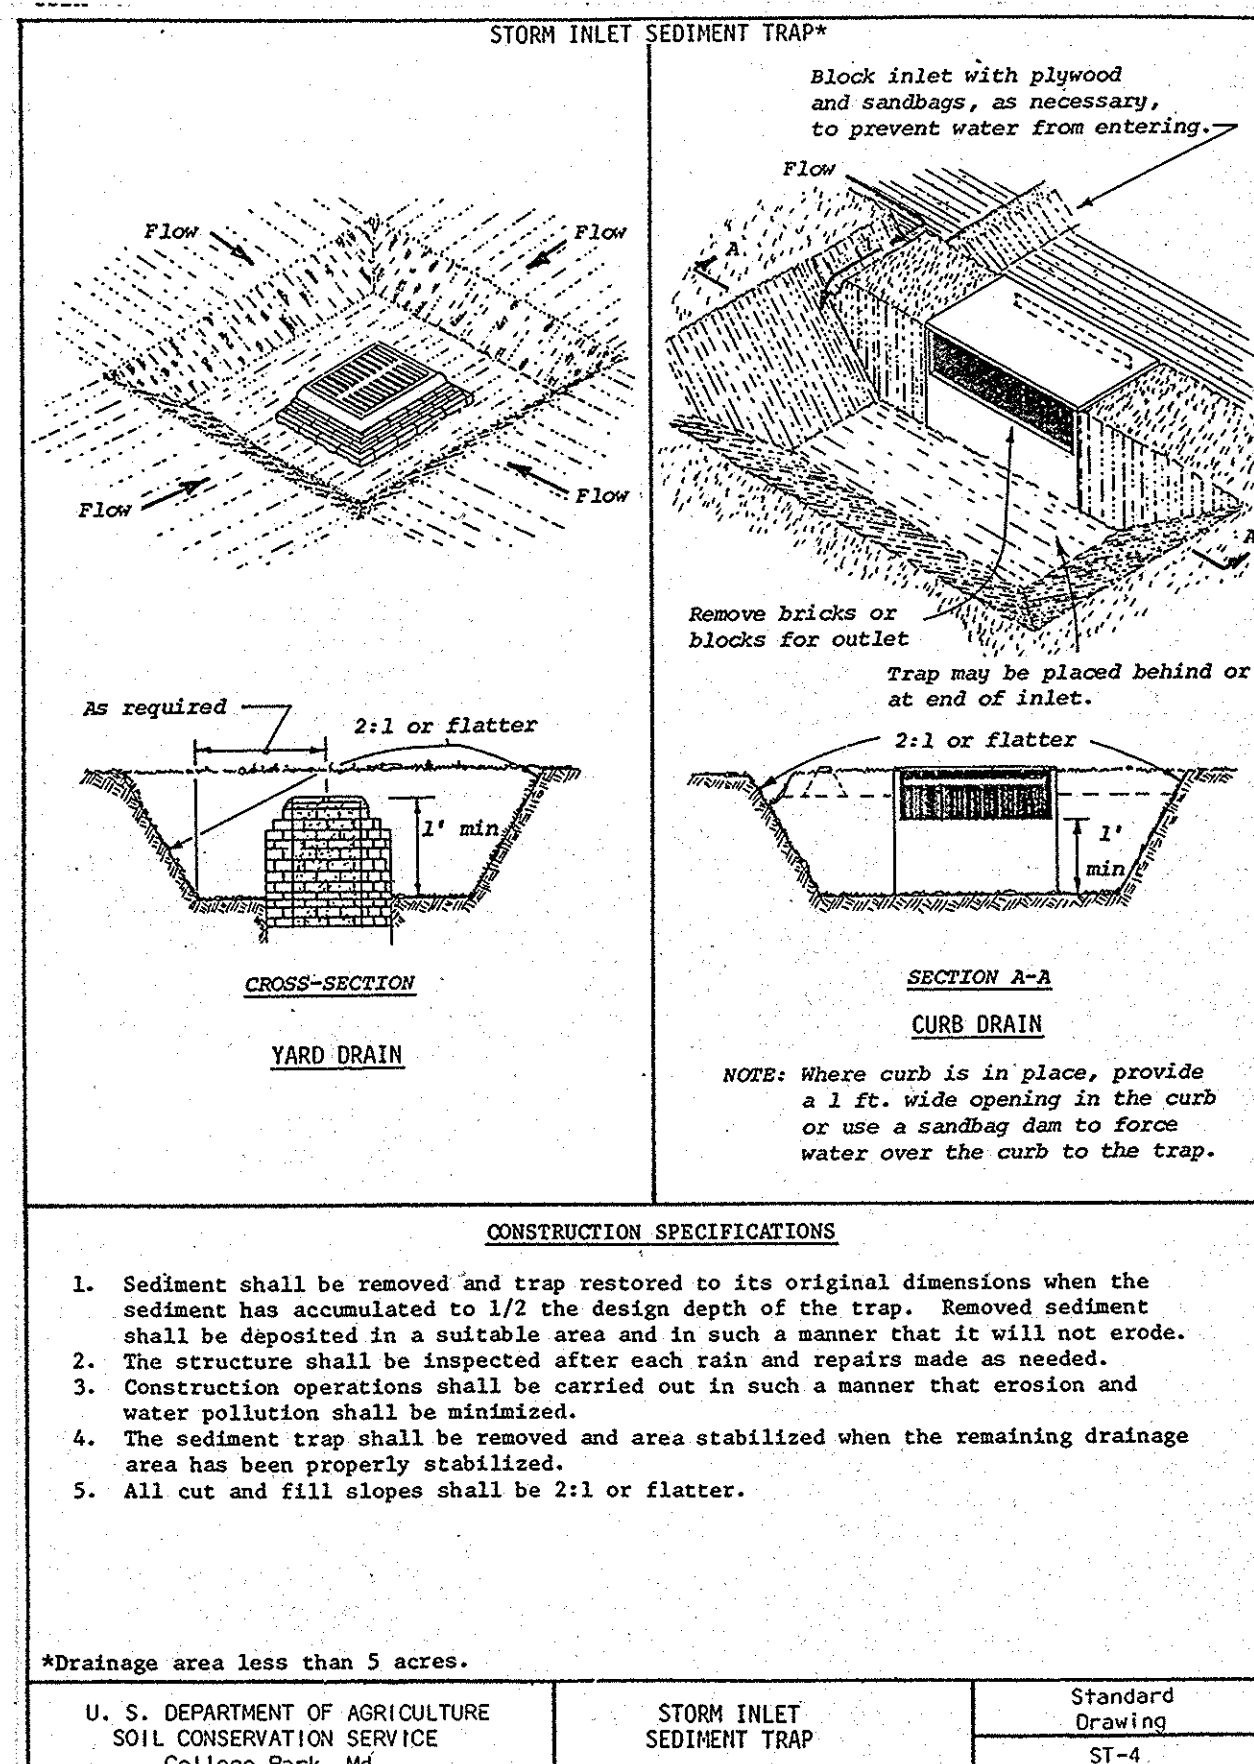 STORM INLET SEDIMENT TRAP*
Flow
Flow
Flow
Flow
As required
2:1 or flatter
1' min
CROSS-SECTION
YARD DRAIN
Block inlet with plywood
and sandbags, as necessary,
to prevent water from entering.
Flow
A
A
Remove bricks or
blocks for outlet
Trap may be placed behind or
at end of inlet.
2:1 or flatter
1'
min
SECTION A-A
CURB DRAIN
NOTE: Where curb is in place, provide
a 1 ft. wide opening in the curb
or use a sandbag dam to force
water over the curb to the trap.
CONSTRUCTION SPECIFICATIONS
1. Sediment shall be removed and trap restored to its original dimensions when the
sediment has accumulated to 1/2 the design depth of the trap. Removed sediment
shall be deposited in a suitable area and in such a manner that it will not erode.
2. The structure shall be inspected after each rain and repairs made as needed.
3. Construction operations shall be carried out in such a manner that erosion and
water pollution shall be minimized.
4. The sediment trap shall be removed and area stabilized when the remaining drainage
area has been properly stabilized.
5. All cut and fill slopes shall be 2:1 or flatter.
*Drainage area less than 5 acres.
U. S. DEPARTMENT OF AGRICULTURE
SOIL CONSERVATION SERVICE
College Park, Md.
STORM INLET
SEDIMENT TRAP
Standard
Drawing
ST-4